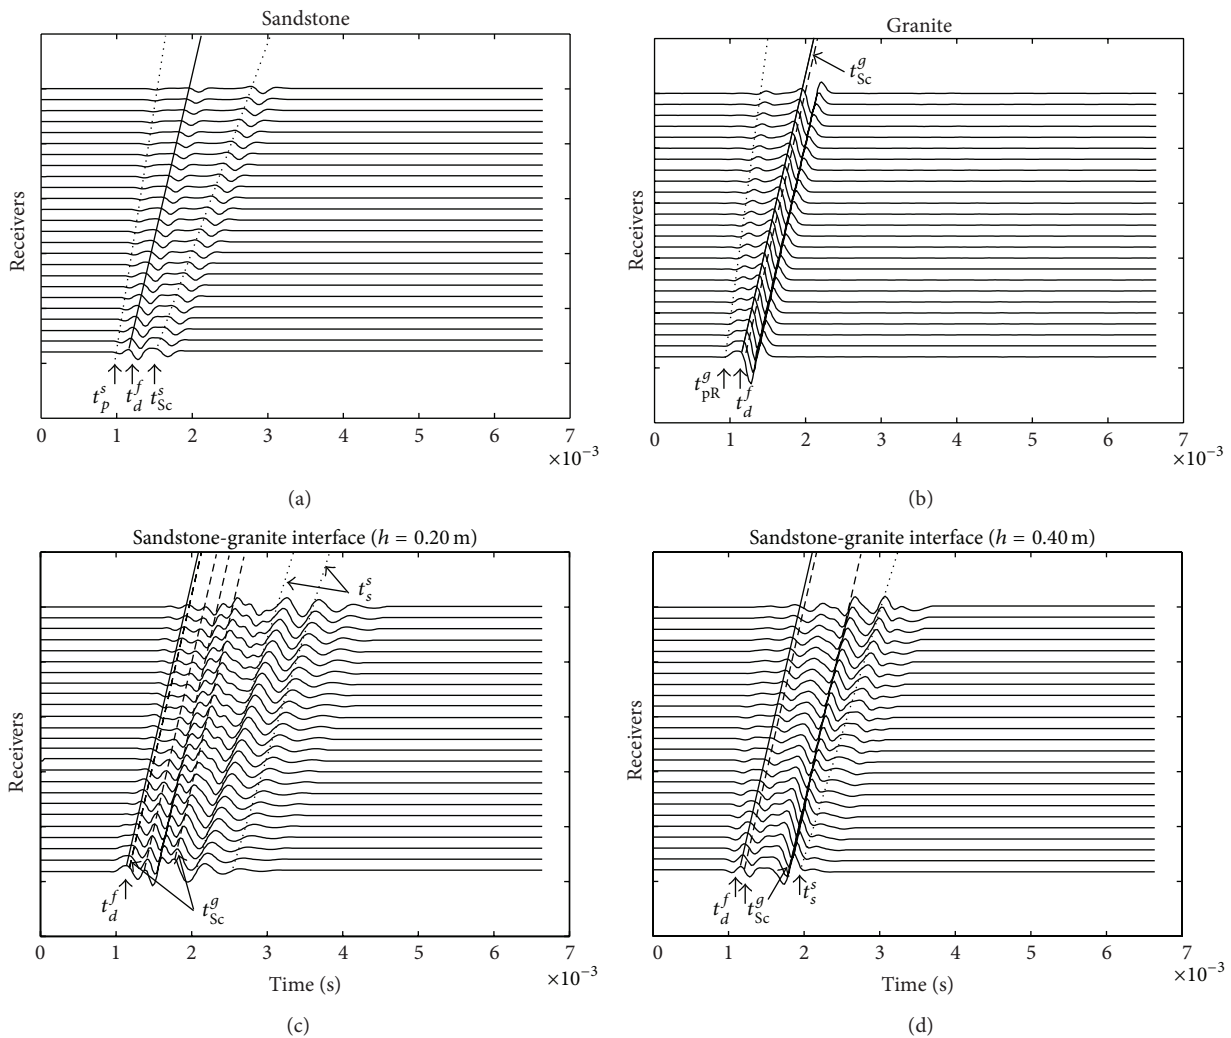 Sandstone
Receivers
t_p^s t_d^f t_Sc^s
0 1 2 3 4 5 6 7
×10⁻³
(a)
Granite
t_Sc^g
Receivers
t_pR^g t_d^f
0 1 2 3 4 5 6 7
×10⁻³
(b)
Sandstone-granite interface (h = 0.20 m)
t_s^s
Receivers
t_d^f t_Sc^g
0 1 2 3 4 5 6 7
Time (s) ×10⁻³
(c)
Sandstone-granite interface (h = 0.40 m)
Receivers
t_d^f t_Sc^g t_s^s
0 1 2 3 4 5 6 7
Time (s) ×10⁻³
(d)